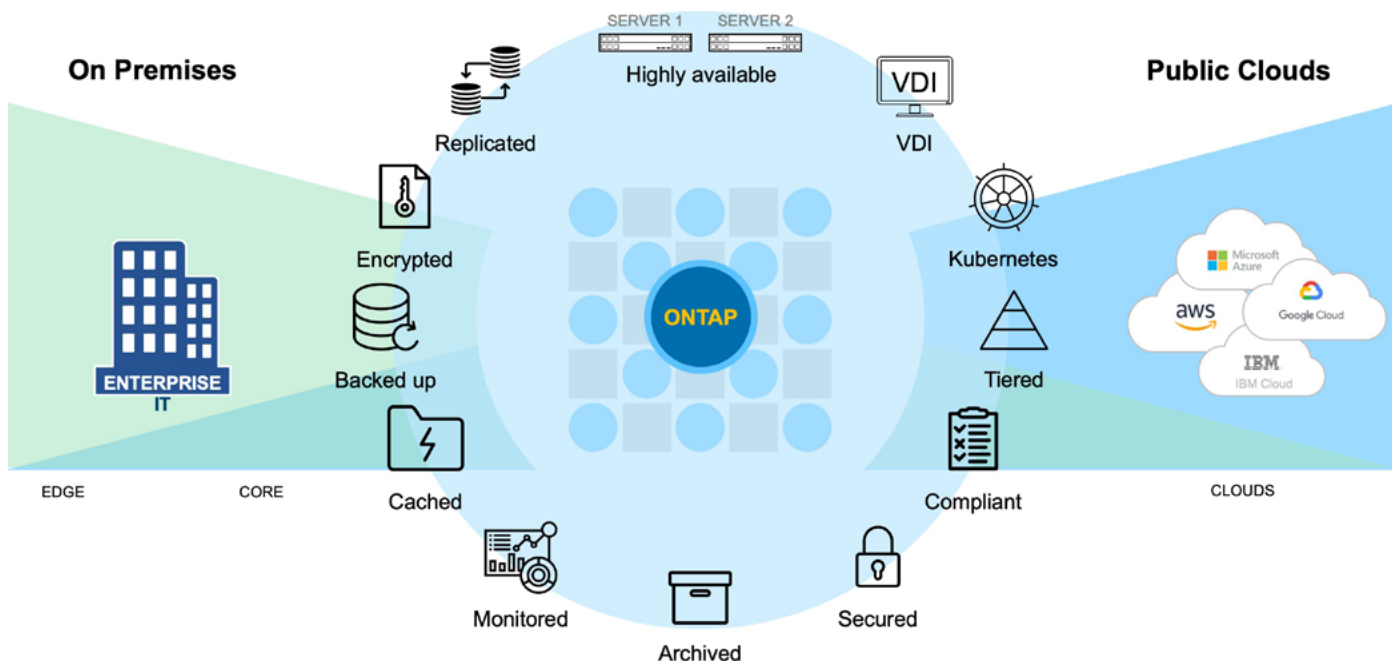 SERVER 1
SERVER 2
On Premises
Public Clouds
Highly available
VDI
Replicated
VDI
Encrypted
Kubernetes
Microsoft
Azure
aws
Google Cloud
ONTAP
ENTERPRISE
IT
IBM
IBM Cloud
Backed up
Tiered
EDGE
CORE
CLOUDS
Cached
Compliant
Monitored
Secured
Archived